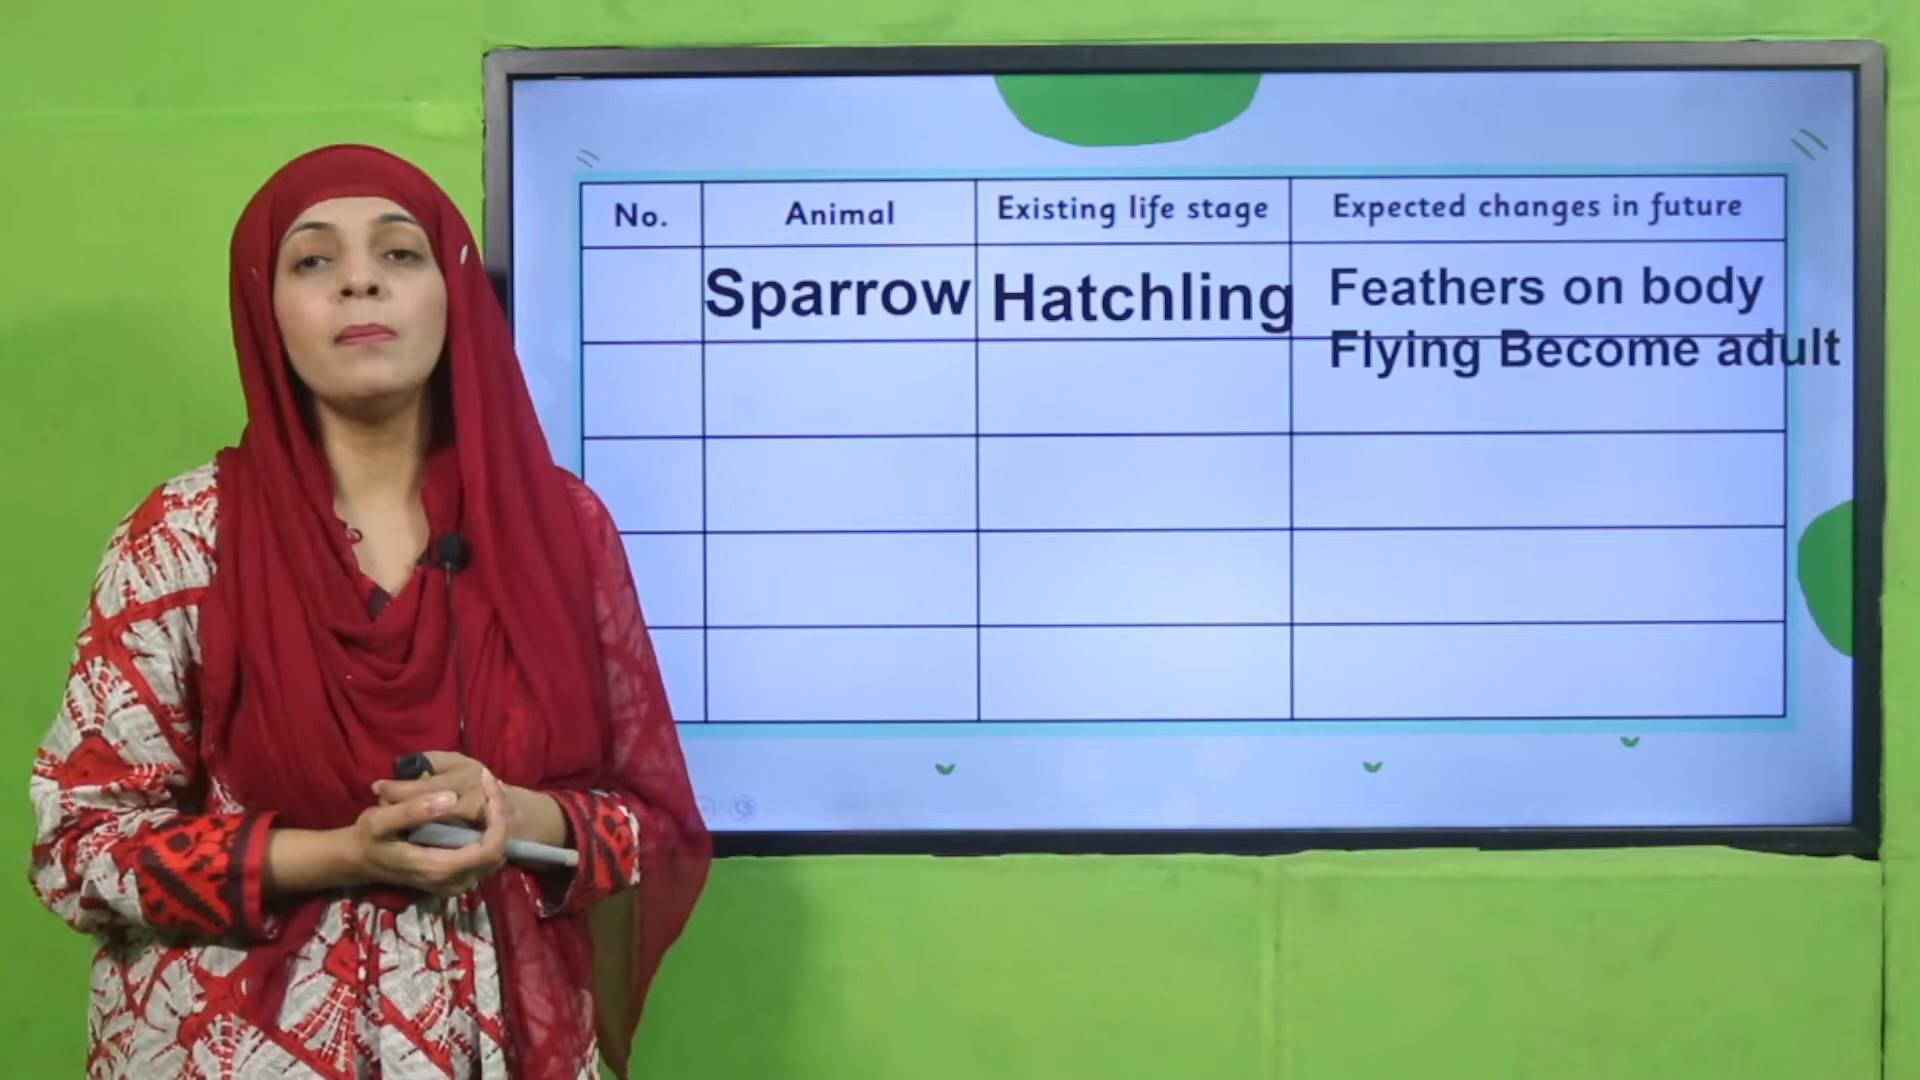 No. Animal Existing life stage Expected changes in future
Sparrow Hatchling Feathers on body
Flying Become adult